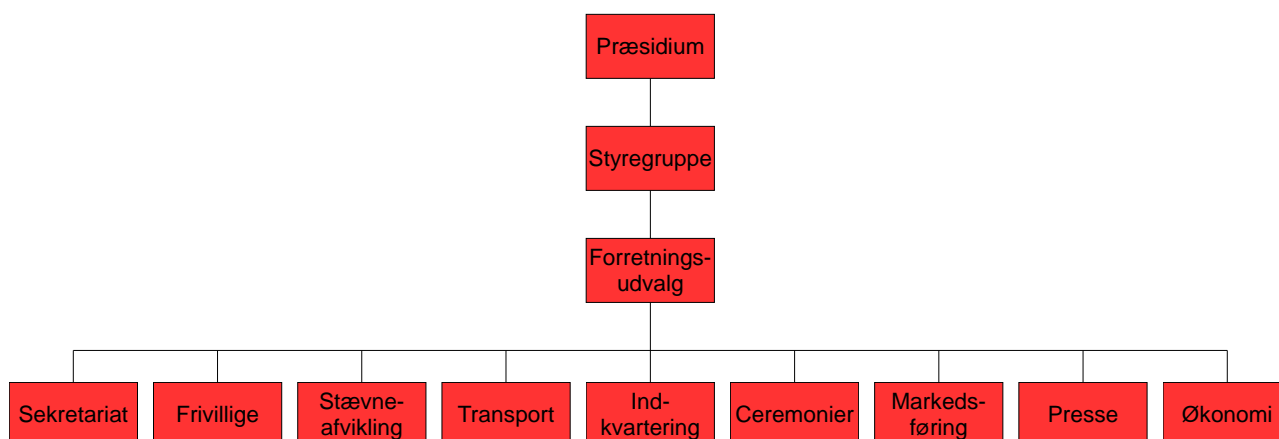 Præsidium
Styregruppe
Forretnings-
udvalg
Sekretariat
Frivillige
Stævne-
afvikling
Transport
Ind-
kvartering
Ceremonier
Markeds-
føring
Presse
Økonomi